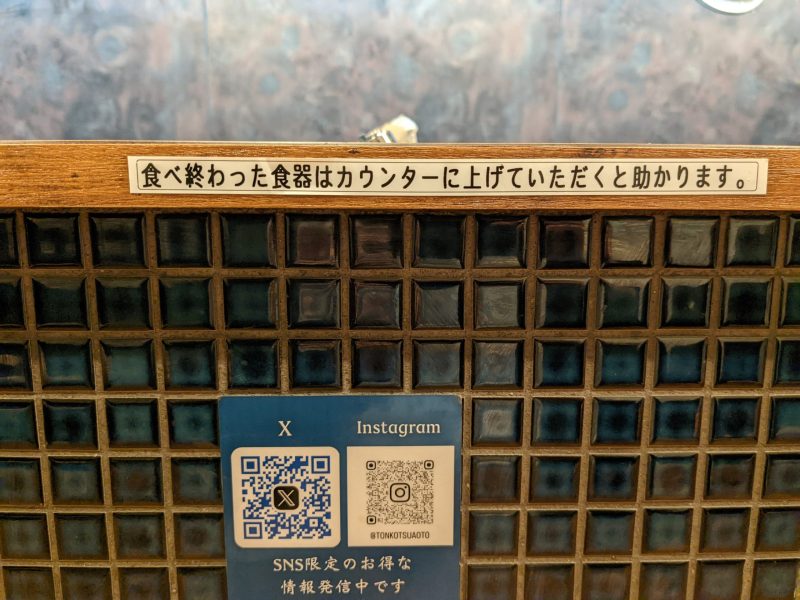 食べ終わった食器はカウンターに上げていただくと助かります。
X
Instagram
@TONKOTSUAOTO
SNS限定のお得な
情報発信中です